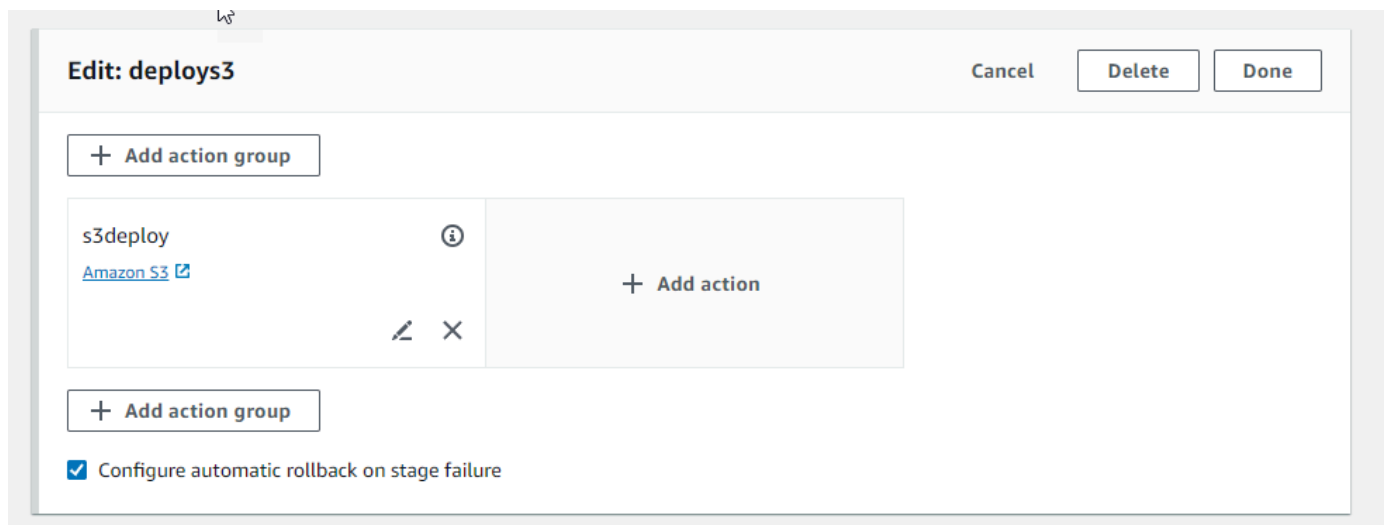 Edit: deploys3
Cancel
Delete
Done
Add action group
s3deploy
Amazon S3
Add action
Add action group
Configure automatic rollback on stage failure